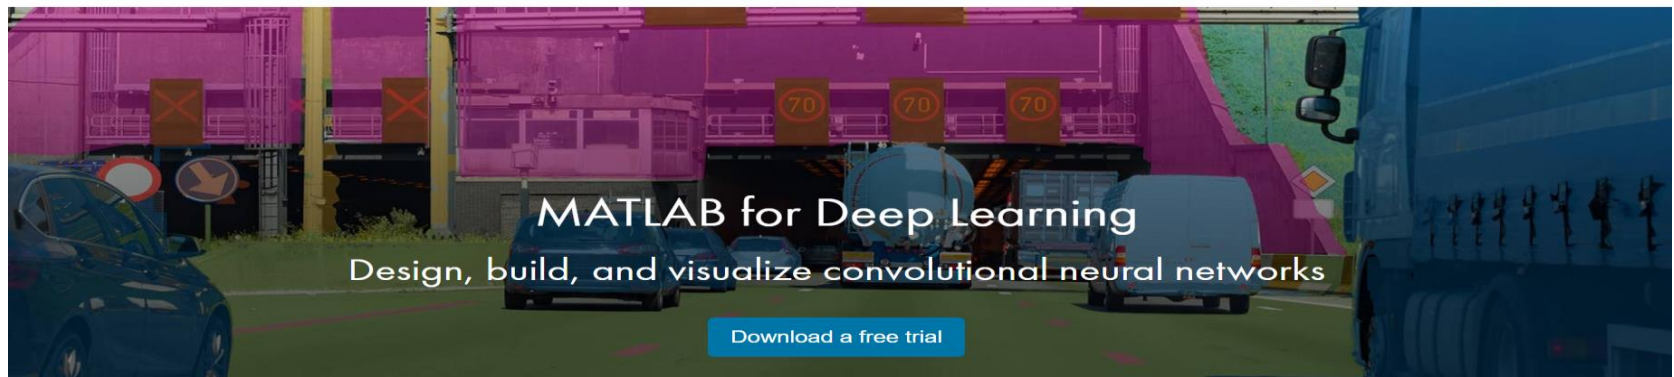 70 70 70
MATLAB for Deep Learning
Design, build, and visualize convolutional neural networks
Download a free trial